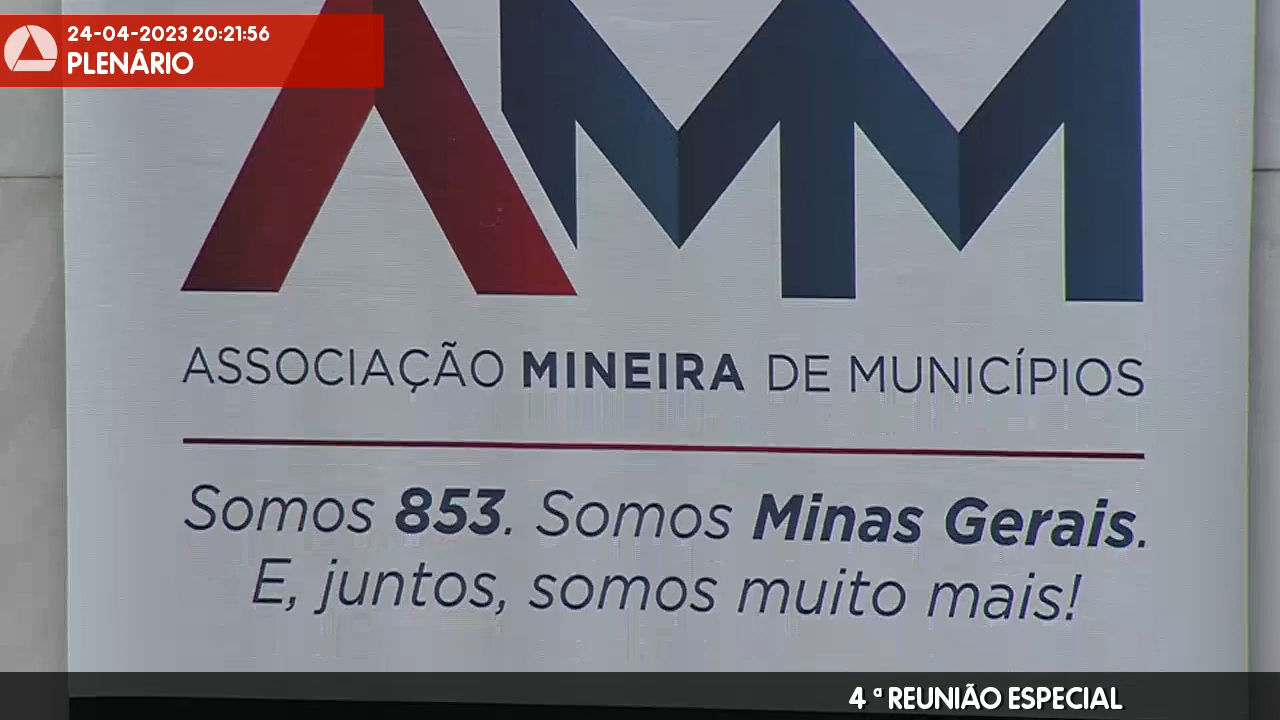 24-04-2023 20:21:56
PLENÁRIO
AMM
ASSOCIAÇÃO MINEIRA DE MUNICÍPIOS
Somos 853. Somos Minas Gerais.
E, juntos, somos muito mais!
4ª REUNIÃO ESPECIAL